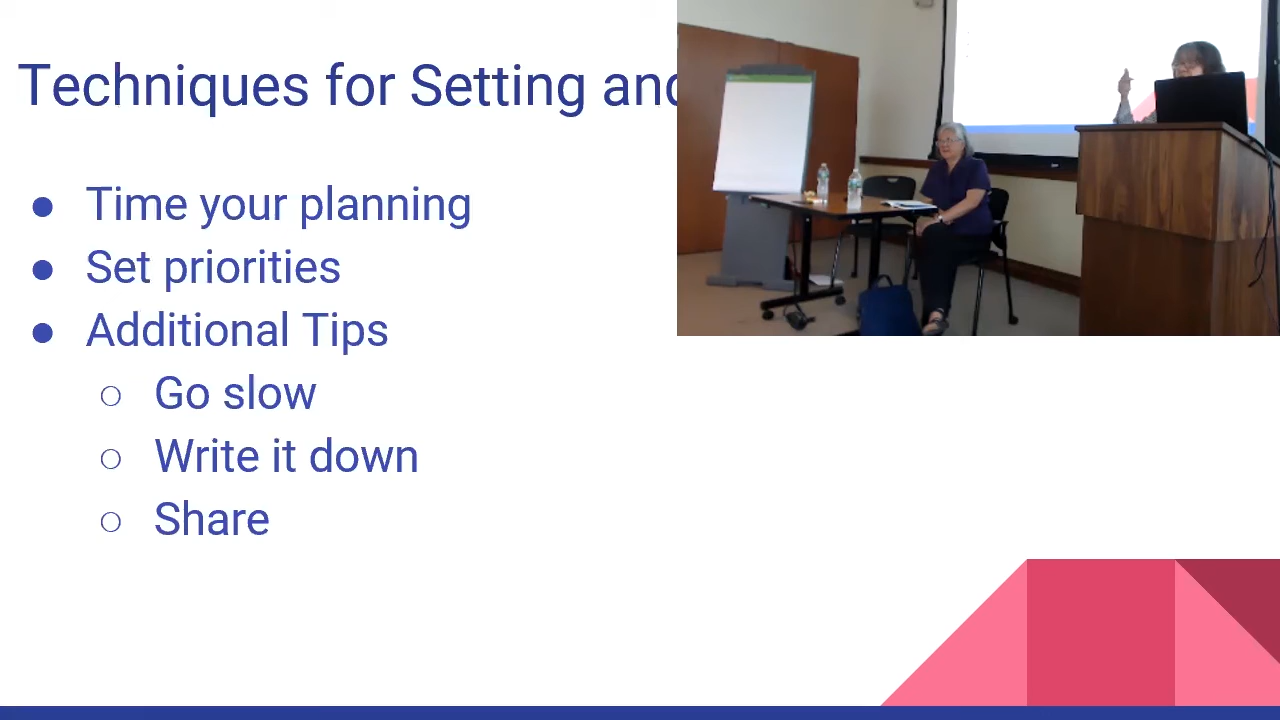 Techniques for Setting and
Time your planning
Set priorities
Additional Tips
Go slow
Write it down
Share